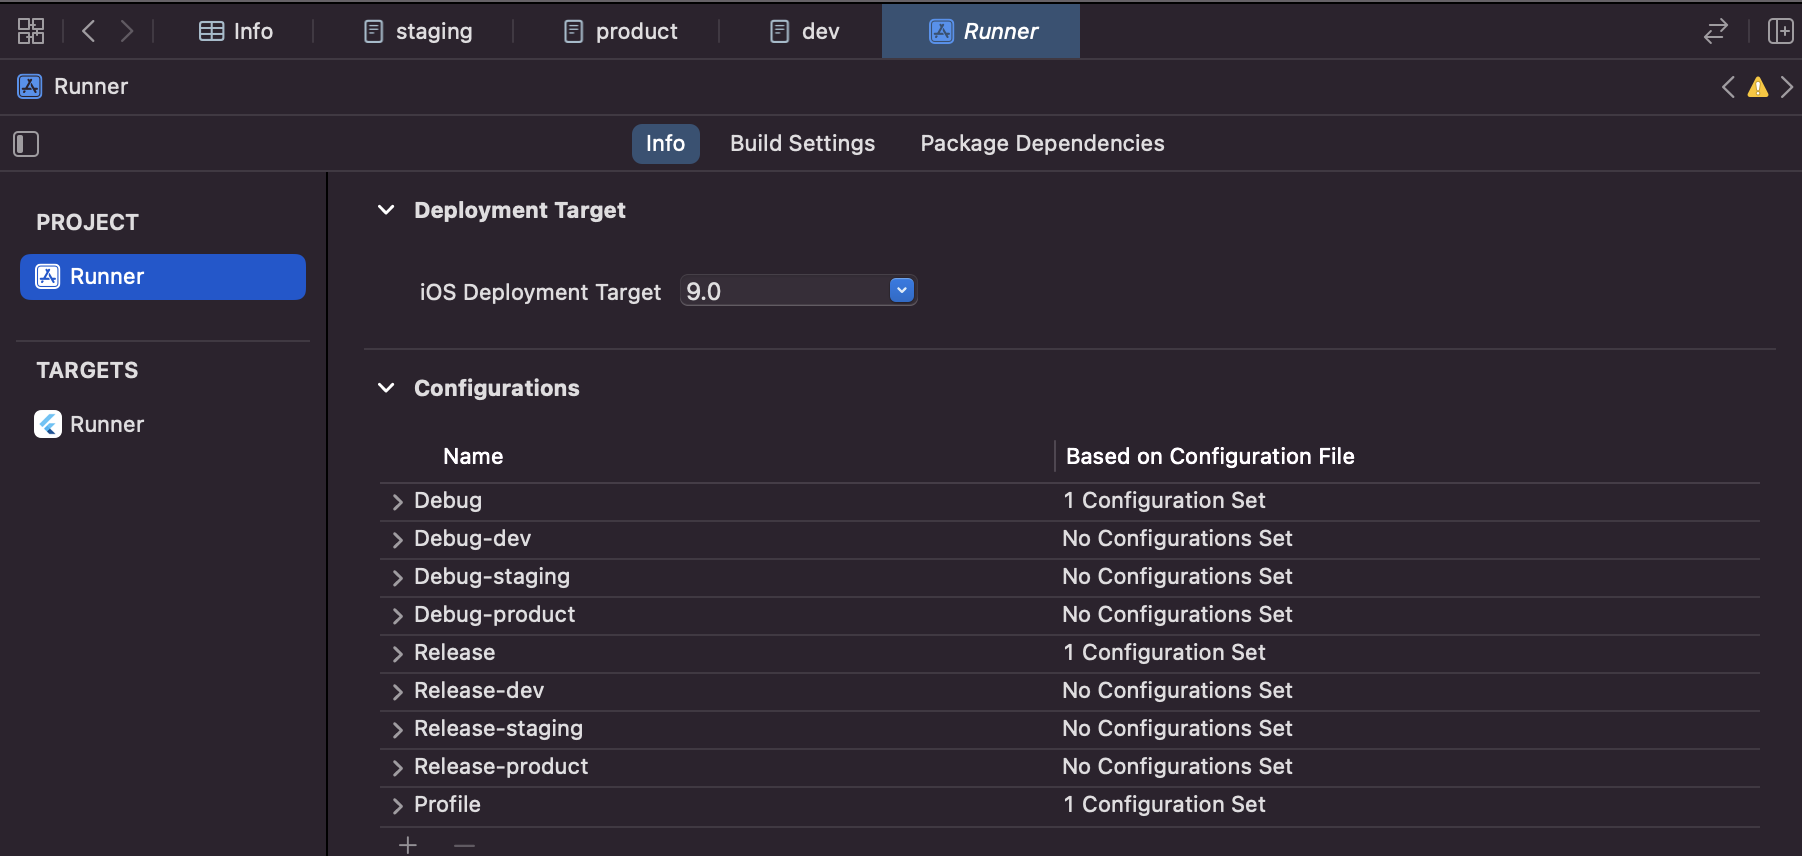 Info staging product dev Runner
Runner
Info Build Settings Package Dependencies
PROJECT
Runner
TARGETS
Runner
Deployment Target
iOS Deployment Target 9.0
Configurations
Name Based on Configuration File
Debug 1 Configuration Set
Debug-dev No Configurations Set
Debug-staging No Configurations Set
Debug-product No Configurations Set
Release 1 Configuration Set
Release-dev No Configurations Set
Release-staging No Configurations Set
Release-product No Configurations Set
Profile 1 Configuration Set